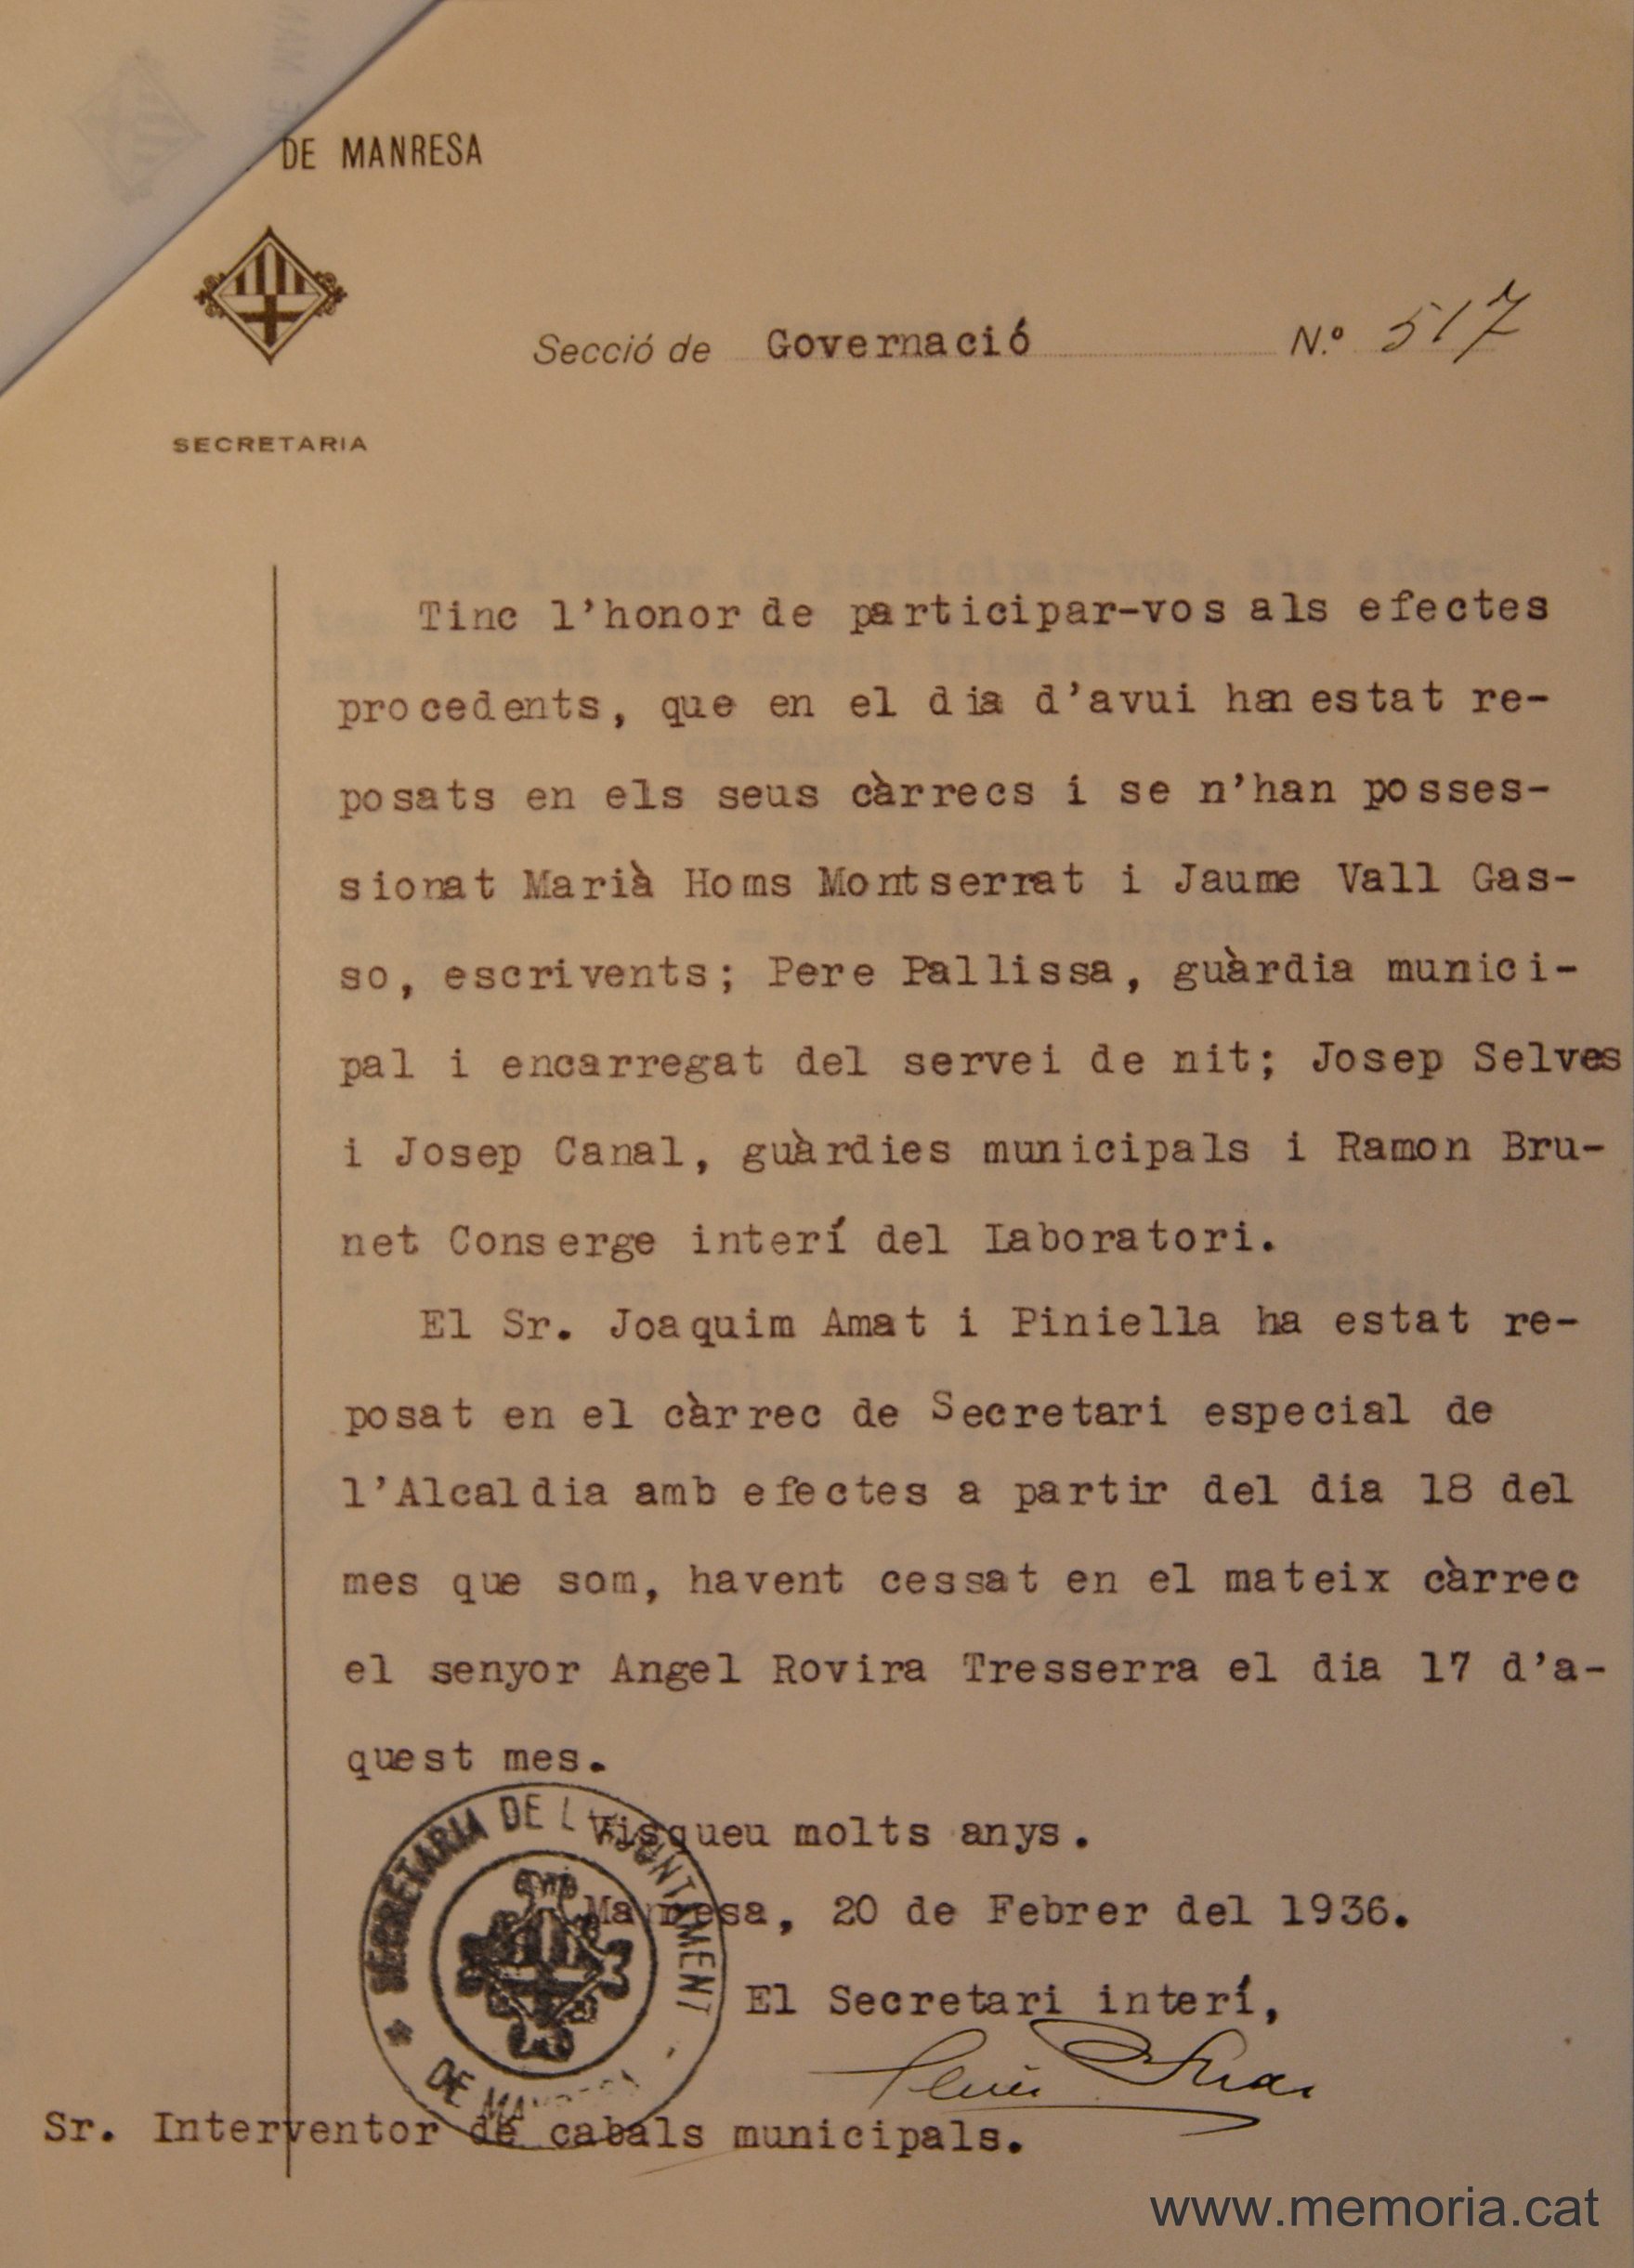 DE MANRESA
Secció de Governació N.º 517
SECRETARIA
Tinc l'honor de participar-vos als efectes
procedents, que en el dia d'avui han estat re-
posats en els seus càrrecs i se n'han posses-
sionat Marià Homs Montserrat i Jaume Vall Gas-
so, escrivents; Pere Pallissa, guàrdia munici-
pal i encarregat del servei de nit; Josep Selves
i Josep Canal, guàrdies municipals i Ramon Bru-
net Conserge interí del Laboratori.
El Sr. Joaquim Amat i Piniella ha estat re-
posat en el càrrec de Secretari especial de
l'Alcaldia amb efectes a partir del dia 18 del
mes que som, havent cessat en el mateix càrrec
el senyor Angel Rovira Tresserra el dia 17 d'a-
quest mes.
Visqueu molts anys.
Manresa, 20 de Febrer del 1936.
El Secretari interí,
SECRETARIA DE L'AJUNTAMENT
DE MANRESA
Sr. Interventor de cabals municipals.
www.memoria.cat